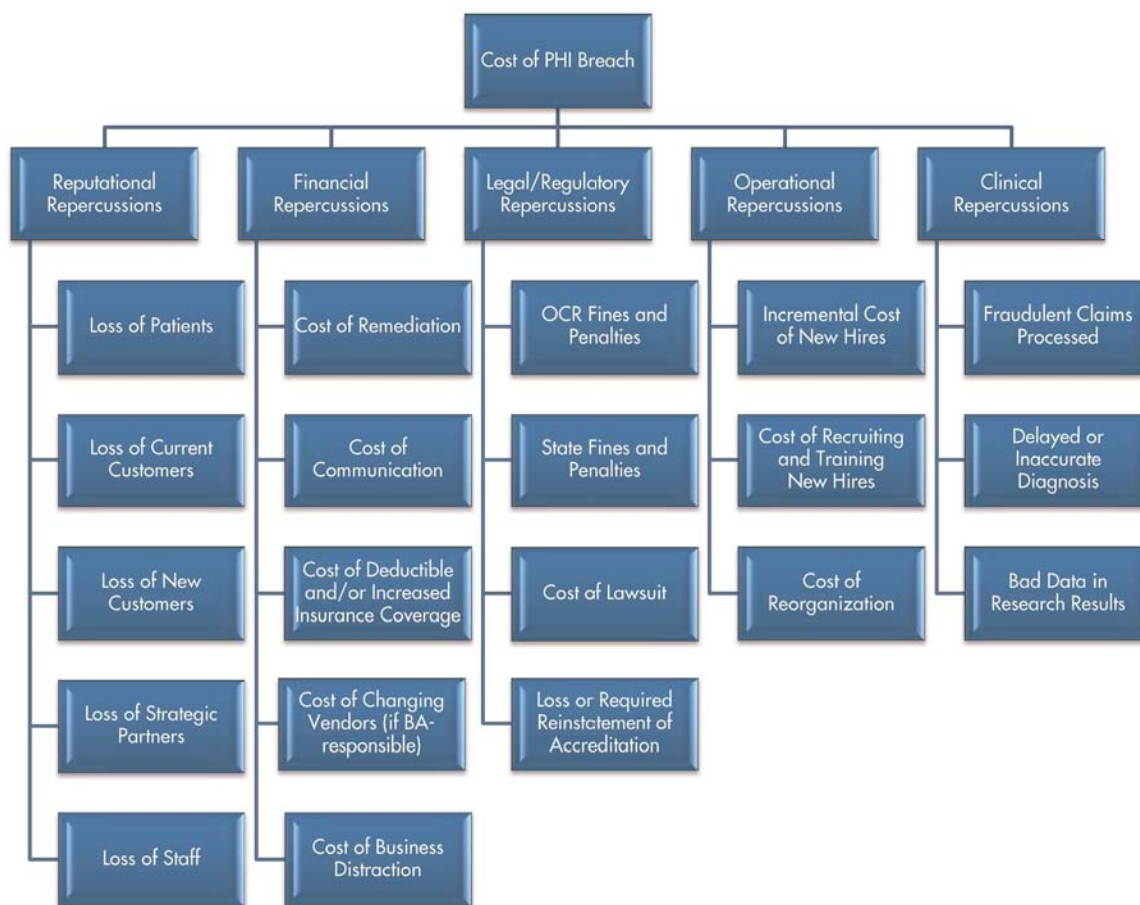 Cost of PHI Breach
Reputational
Repercussions
Financial
Repercussions
Legal/Regulatory
Repercussions
Operational
Repercussions
Clinical
Repercussions
Loss of Patients
Loss of Current
Customers
Loss of New
Customers
Loss of Strategic
Partners
Loss of Staff
Cost of Remediation
Cost of
Communication
Cost of Deductible
and/or Increased
Insurance Coverage
Cost of Changing
Vendors (if BA-
responsible)
Cost of Business
Distraction
OCR Fines and
Penalties
State Fines and
Penalties
Cost of Lawsuit
Loss or Required
Reinstatement of
Accreditation
Incremental Cost
of New Hires
Cost of Recruiting
and Training
New Hires
Cost of
Reorganization
Fraudulent Claims
Processed
Delayed or
Inaccurate
Diagnosis
Bad Data in
Research Results